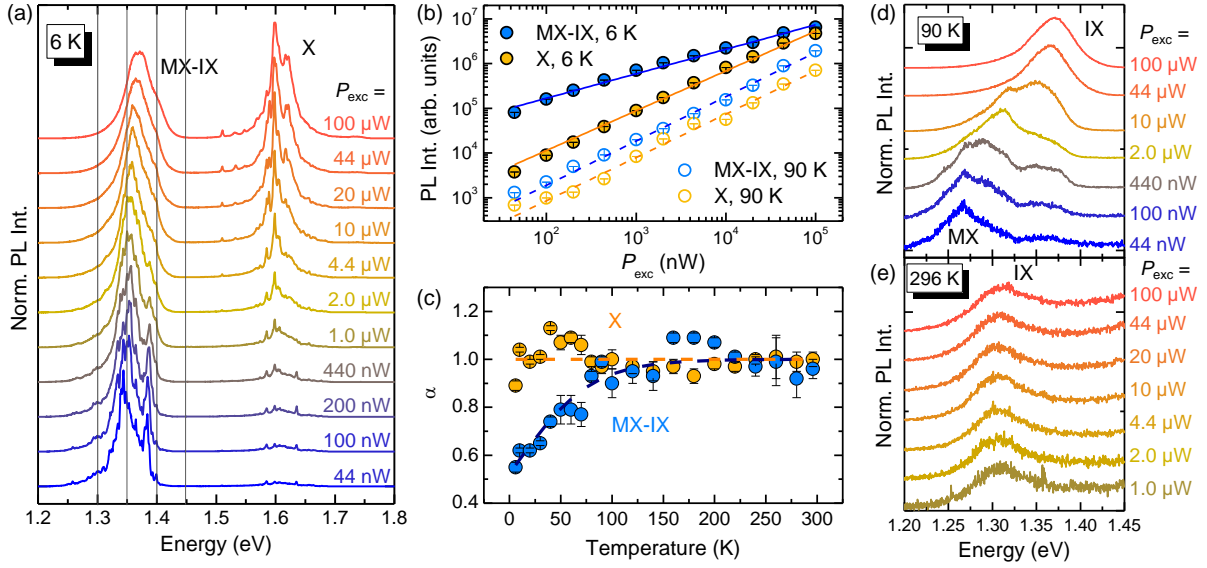 (a)
6 K
MX-IX
X
P_exc =
100 µW
44 µW
20 µW
10 µW
4.4 µW
2.0 µW
1.0 µW
440 nW
200 nW
100 nW
44 nW
Norm. PL Int.
1.2 1.3 1.4 1.5 1.6 1.7 1.8
Energy (eV)
(b)
10^7
10^6
10^5
10^4
10^3
PL Int. (arb. units)
MX-IX, 6 K
X, 6 K
MX-IX, 90 K
X, 90 K
10^2 10^3 10^4 10^5
P_exc (nW)
(c)
1.2
1.0
0.8
0.6
0.4
α
X
MX-IX
0 50 100 150 200 250 300
Temperature (K)
(d)
90 K
IX
P_exc =
100 µW
44 µW
10 µW
2.0 µW
440 nW
100 nW
44 nW
MX
Norm. PL Int.
(e)
296 K
IX
P_exc =
100 µW
44 µW
20 µW
10 µW
4.4 µW
2.0 µW
1.0 µW
Norm. PL Int.
1.20 1.25 1.30 1.35 1.40 1.45
Energy (eV)